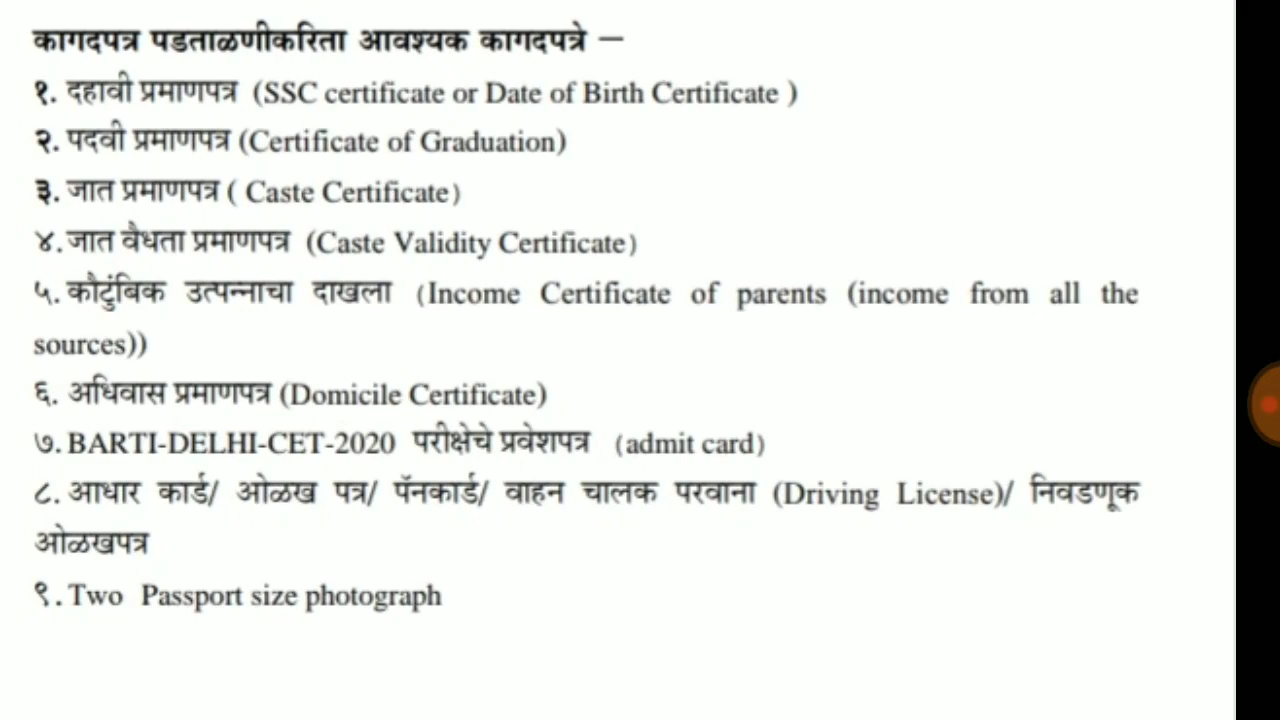 कागदपत्र पडताळणीकरिता आवश्यक कागदपत्रे –
१. दहावी प्रमाणपत्र (SSC certificate or Date of Birth Certificate )
२. पदवी प्रमाणपत्र (Certificate of Graduation)
३. जात प्रमाणपत्र ( Caste Certificate)
४. जात वैधता प्रमाणपत्र (Caste Validity Certificate)
५. कौटुंबिक उत्पन्नाचा दाखला (Income Certificate of parents (income from all the
sources))
६. अधिवास प्रमाणपत्र (Domicile Certificate)
७. BARTI-DELHI-CET-2020 परीक्षेचे प्रवेशपत्र (admit card)
८. आधार कार्ड/ ओळख पत्र/ पॅनकार्ड/ वाहन चालक परवाना (Driving License)/ निवडणूक
ओळखपत्र
९. Two Passport size photograph